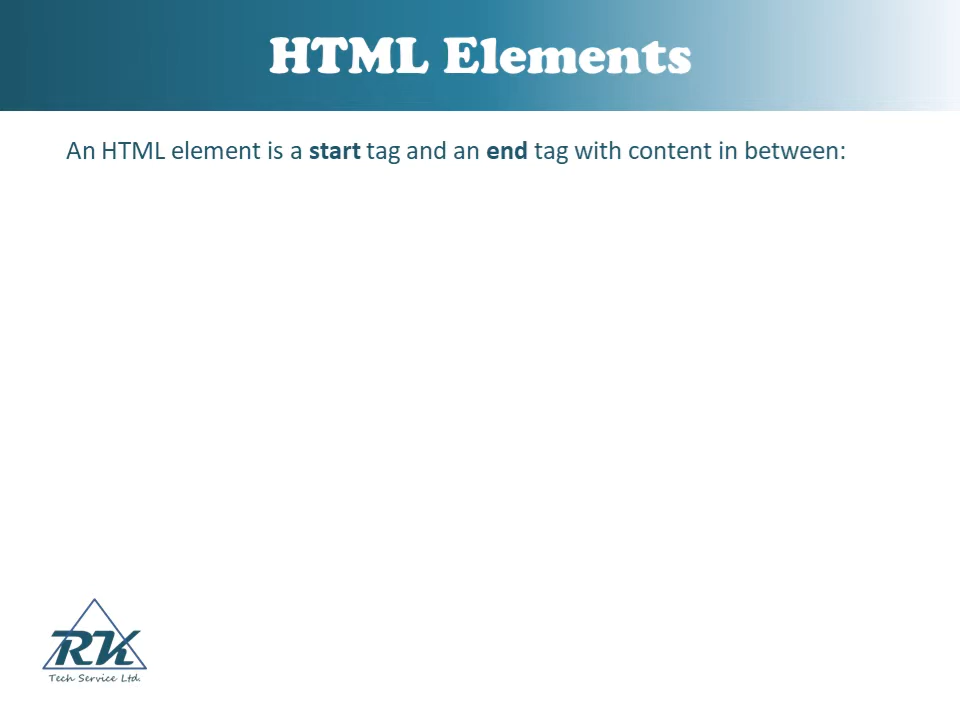 HTML Elements
An HTML element is a start tag and an end tag with content in between:
RK
Tech Service Ltd.